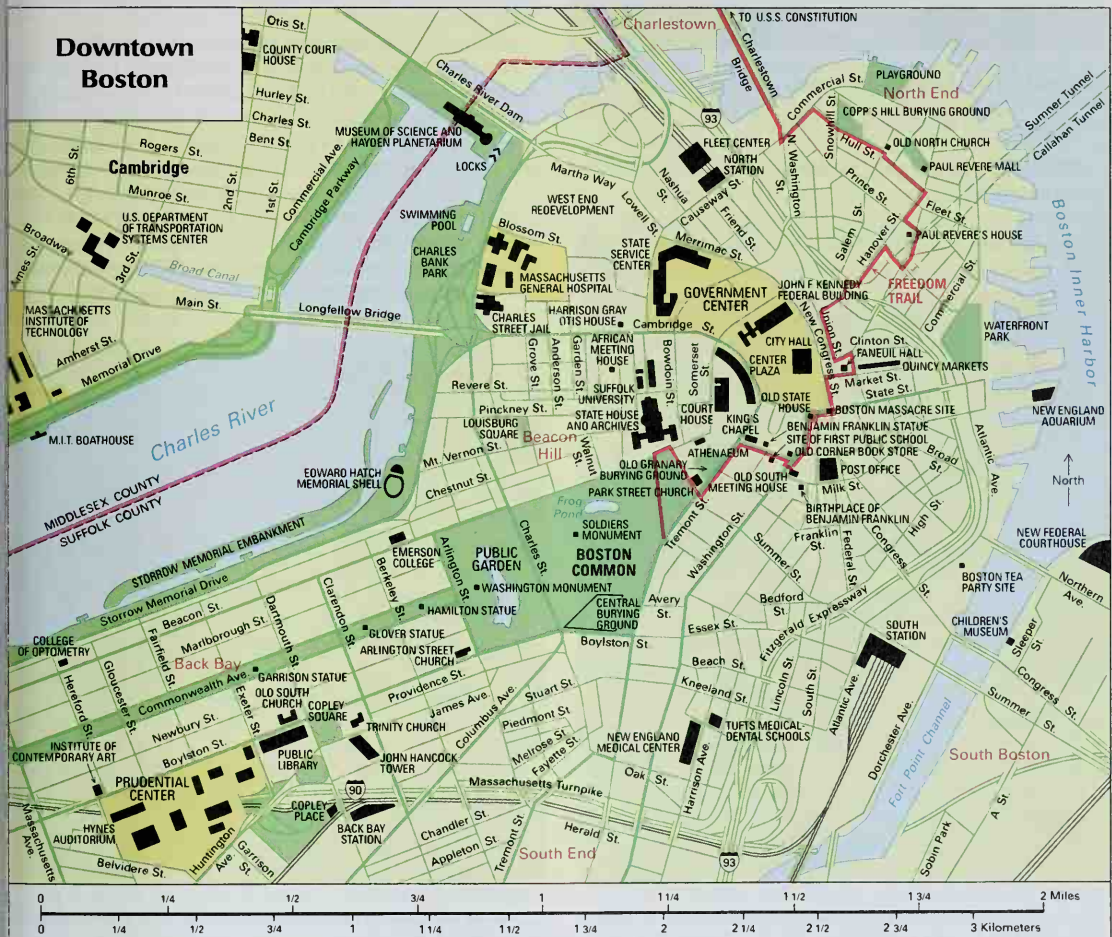 Downtown
Boston
Otis St.
COUNTY COURT
HOUSE
Hurley St.
Charles St.
Bent St.
Rogers St.
Cambridge
6th St.
Munroe St.
2nd St.
1st St.
Commercial Ave.
Cambridge Parkway
U.S. DEPARTMENT
OF TRANSPORTATION
SYSTEMS CENTER
Broadway
Ames St.
3rd St.
Broad Canal
Main St.
MASSACHUSETTS
INSTITUTE OF
TECHNOLOGY
Amherst St.
Memorial Drive
M.I.T. BOATHOUSE
Charles River
MIDDLESEX COUNTY
SUFFOLK COUNTY
Longfellow Bridge
Charles River Dam
MUSEUM OF SCIENCE AND
HAYDEN PLANETARIUM
LOCKS
SWIMMING
POOL
CHARLES
BANK
PARK
Charlestown
TO U.S.S. CONSTITUTION
Charlestown
Bridge
93
Martha Way
WEST END
REDEVELOPMENT
Lowell St.
Nashua St.
FLEET CENTER
NORTH
STATION
Causeway St.
Friend St.
Merrimac St.
N. Washington St.
Commercial St.
PLAYGROUND
North End
COPP'S HILL BURYING GROUND
Snowhill St.
Hull St.
OLD NORTH CHURCH
PAUL REVERE MALL
Prince St.
Fleet St.
Salem St.
Hanover St.
PAUL REVERE'S HOUSE
FREEDOM
TRAIL
Commercial St.
Sumner Tunnel
Callahan Tunnel
Boston Inner Harbor
WATERFRONT
PARK
NEW ENGLAND
AQUARIUM
North
Blossom St.
MASSACHUSETTS
GENERAL HOSPITAL
CHARLES
STREET JAIL
HARRISON GRAY
OTIS HOUSE
STATE
SERVICE
CENTER
GOVERNMENT
CENTER
JOHN F KENNEDY
FEDERAL BUILDING
Cambridge St.
CITY HALL
New Congress St.
Union St.
Clinton St.
FANEUIL HALL
QUINCY MARKETS
Market St.
State St.
CENTER
PLAZA
AFRICAN
MEETING
HOUSE
Grove St.
Anderson St.
Garden St.
Bowdoin St.
Somerset St.
SUFFOLK
UNIVERSITY
STATE HOUSE
AND ARCHIVES
COURT
HOUSE
KING'S
CHAPEL
OLD STATE
HOUSE
BOSTON MASSACRE SITE
BENJAMIN FRANKLIN STATUE
SITE OF FIRST PUBLIC SCHOOL
OLD CORNER BOOK STORE
Broad St.
Atlantic Ave.
Revere St.
Pinckney St.
LOUISBURG
SQUARE
Beacon
Hill
Mt. Vernon St.
Walnut St.
Chestnut St.
ATHENAEUM
OLD GRANARY
BURYING GROUND
PARK STREET CHURCH
OLD SOUTH
MEETING HOUSE
POST OFFICE
Milk St.
BIRTHPLACE OF
BENJAMIN FRANKLIN
EDWARD HATCH
MEMORIAL SHELL
Frog
Pond
SOLDIERS
MONUMENT
BOSTON
COMMON
Charles St.
PUBLIC
GARDEN
WASHINGTON MONUMENT
CENTRAL
BURYING
GROUND
Boylston St.
Tremont St.
Washington St.
Franklin St.
Federal St.
High St.
Congress St.
Summer St.
Avery St.
Bedford St.
Essex St.
Fitzgerald Expressway
Beach St.
Kneeland St.
Lincoln St.
South St.
SOUTH
STATION
Atlantic Ave.
Dorchester Ave.
Fort Point Channel
BOSTON TEA
PARTY SITE
CHILDREN'S
MUSEUM
NEW FEDERAL
COURTHOUSE
Northern
Ave.
Sleeper St.
Congress St.
Summer St.
South Boston
A St.
Sobin Park
STORROW MEMORIAL EMBANKMENT
Storrow Memorial Drive
EMERSON
COLLEGE
Arlington St.
Berkeley St.
Clarendon St.
Dartmouth St.
HAMILTON STATUE
GLOVER STATUE
ARLINGTON STREET
CHURCH
Beacon St.
Marlborough St.
Fairfield St.
COLLEGE
OF OPTOMETRY
Back Bay
Hereford St.
Gloucester St.
Commonwealth Ave.
GARRISON STATUE
Exeter St.
OLD SOUTH
CHURCH
COPLEY
SQUARE
TRINITY CHURCH
JOHN HANCOCK
TOWER
PUBLIC
LIBRARY
Newbury St.
Boylston St.
INSTITUTE OF
CONTEMPORARY ART
PRUDENTIAL
CENTER
HYNES
AUDITORIUM
Massachusetts Ave.
Belvidere St.
Huntington Ave.
Garrison St.
COPLEY
PLACE
90
BACK BAY
STATION
Providence St.
James Ave.
Columbus Ave.
Stuart St.
Piedmont St.
Melrose St.
Fayette St.
Massachusetts Turnpike
Chandler St.
Appleton St.
Tremont St.
Herald St.
South End
Oak St.
NEW ENGLAND
MEDICAL CENTER
Harrison Ave.
TUFTS MEDICAL
DENTAL SCHOOLS
93
0 1/4 1/2 3/4 1 1 1/4 1 1/2 1 3/4 2 Miles
0 1/4 1/2 3/4 1 1 1/4 1 1/2 1 3/4 2 2 1/4 2 1/2 2 3/4 3 Kilometers